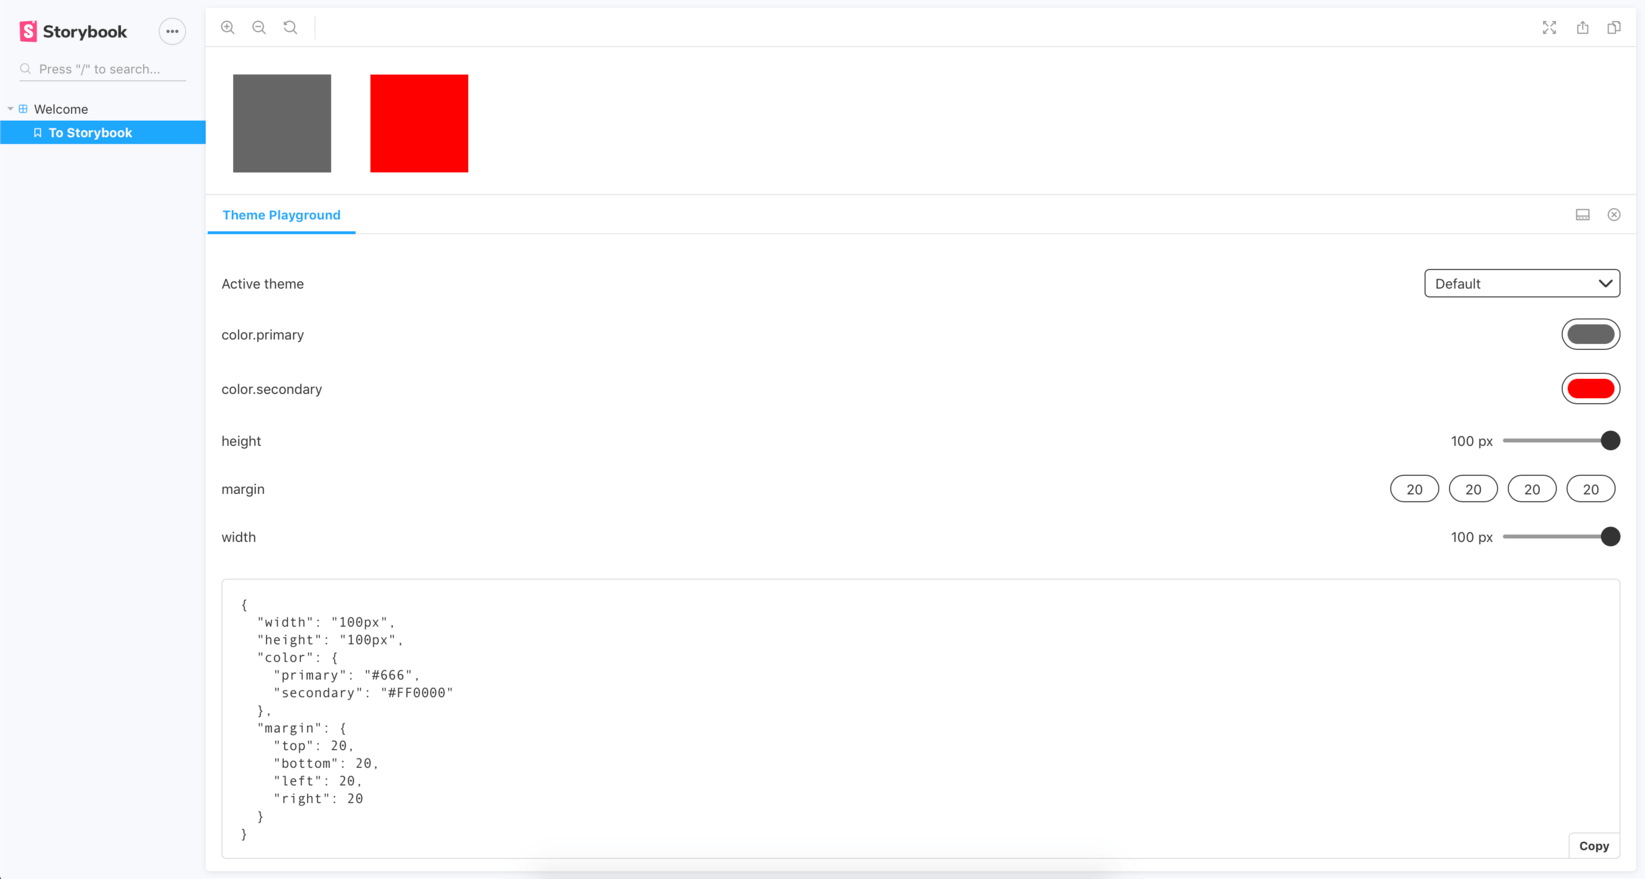 Storybook
Press "/" to search...
Welcome
To Storybook
Theme Playground
Active theme
Default
color.primary
color.secondary
height
100 px
margin
20 20 20 20
width
100 px
{
  "width": "100px",
  "height": "100px",
  "color": {
    "primary": "#666",
    "secondary": "#FF0000"
  },
  "margin": {
    "top": 20,
    "bottom": 20,
    "left": 20,
    "right": 20
  }
}
Copy